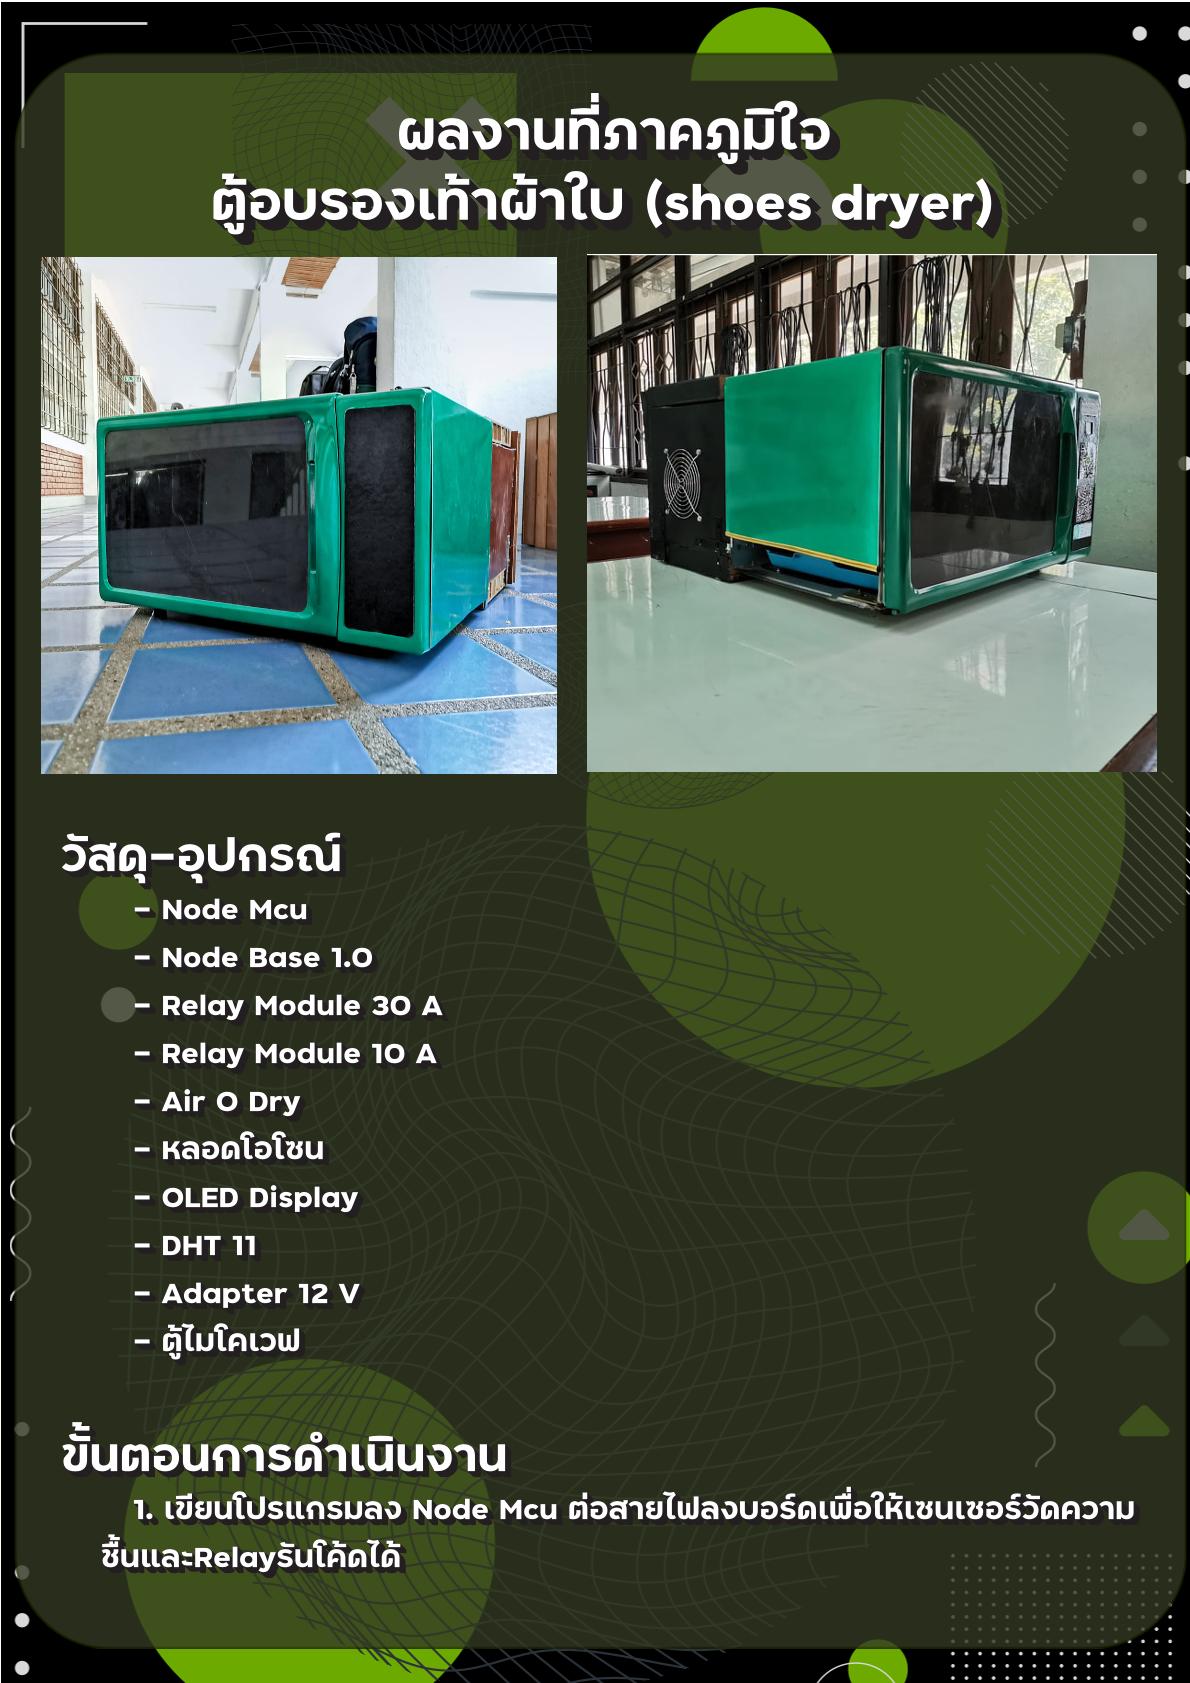 ผลงานที่ภาคภูมิใจ
ตู้อบรองเท้าผ้าใบ (shoes dryer)
วัสดุ-อุปกรณ์
- Node Mcu
- Node Base 1.0
- Relay Module 30 A
- Relay Module 10 A
- Air O Dry
- หลอดโอโซน
- OLED Display
- DHT 11
- Adapter 12 V
- ตู้ไมโคเวฟ
ขั้นตอนการดำเนินงาน
1. เขียนโปรแกรมลง Node Mcu ต่อสายไฟลงบอร์ดเพื่อให้เซนเซอร์วัดความ
ชื้นและRelayรันโค้ดได้